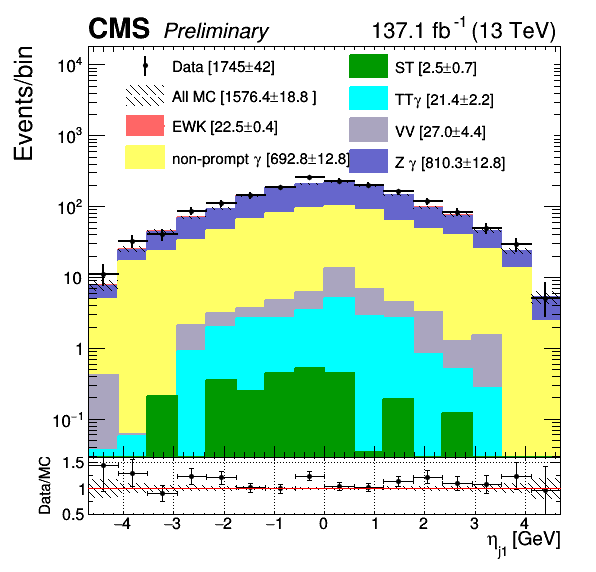 CMS Preliminary 137.1 fb⁻¹ (13 TeV)
Events/bin
10⁴
10³
10²
10
1
10⁻¹
Data [1745±42]
All MC [1576.4±18.8 ]
EWK [22.5±0.4]
non-prompt γ [692.8±12.8]
ST [2.5±0.7]
TTγ [21.4±2.2]
VV [27.0±4.4]
Z γ [810.3±12.8]
Data/MC
1.5
1
0.5
−4 −3 −2 −1 0 1 2 3 4
η_j1 [GeV]